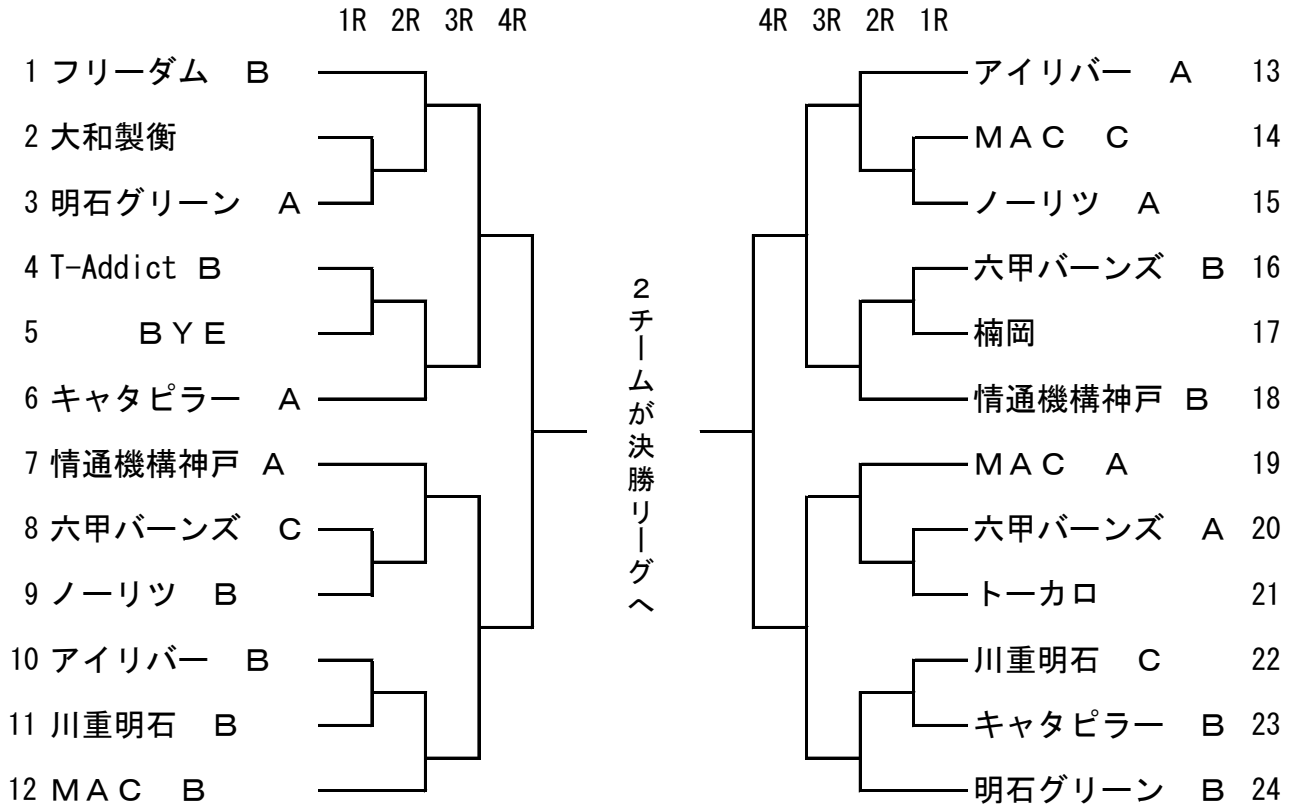 1R 2R 3R 4R
1 フリーダム　B
2 大和製衡
3 明石グリーン　A
4 T-Addict B
5 BYE
6 キャタピラー　A
7 情通機構神戸 A
8 六甲バーンズ　C
9 ノーリツ　B
10 アイリバー　B
11 川重明石　B
12 MAC　B
2チームが決勝リーグへ
4R 3R 2R 1R
アイリバー　A 13
MAC　C 14
ノーリツ　A 15
六甲バーンズ　B 16
楠岡 17
情通機構神戸 B 18
MAC　A 19
六甲バーンズ　A 20
トーカロ 21
川重明石　C 22
キャタピラー　B 23
明石グリーン　B 24